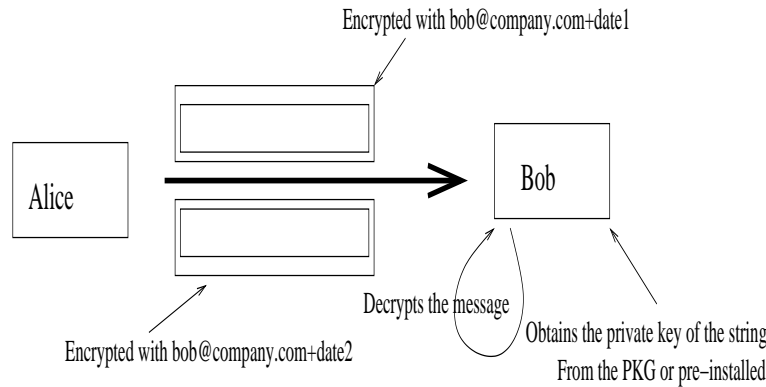 Encrypted with bob@company.com+date1
Alice
Bob
Decrypts the message
Encrypted with bob@company.com+date2
Obtains the private key of the string
From the PKG or pre−installed